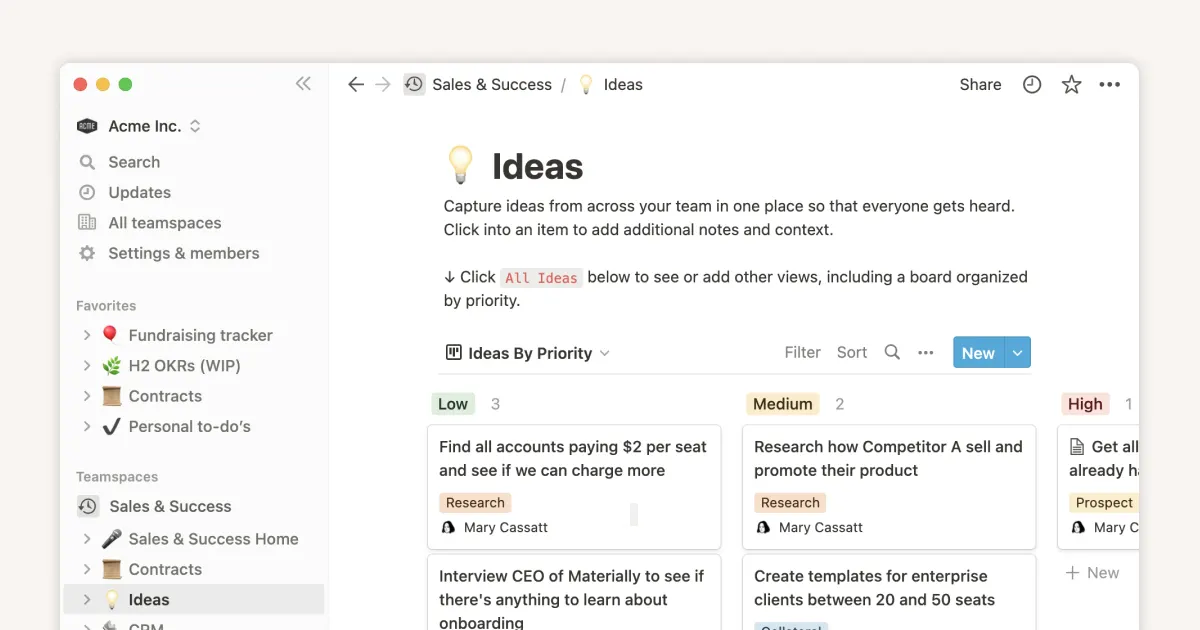 Sales & Success / Ideas
Share
ACME
Acme Inc.
Search
Updates
All teamspaces
Settings & members
Favorites
Fundraising tracker
H2 OKRs (WIP)
Contracts
Personal to-do’s
Teamspaces
Sales & Success
Sales & Success Home
Contracts
Ideas
CRM
Ideas
Capture ideas from across your team in one place so that everyone gets heard.
Click into an item to add additional notes and context.
↓ Click All Ideas below to see or add other views, including a board organized
by priority.
Ideas By Priority
Filter Sort
New
Low 3
Find all accounts paying $2 per seat
and see if we can charge more
Research
Mary Cassatt
Interview CEO of Materially to see if
there's anything to learn about
onboarding
Medium 2
Research how Competitor A sell and
promote their product
Research
Mary Cassatt
Create templates for enterprise
clients between 20 and 50 seats
Collateral
High 1
Get all
already
Prospect
Mary C
+ New